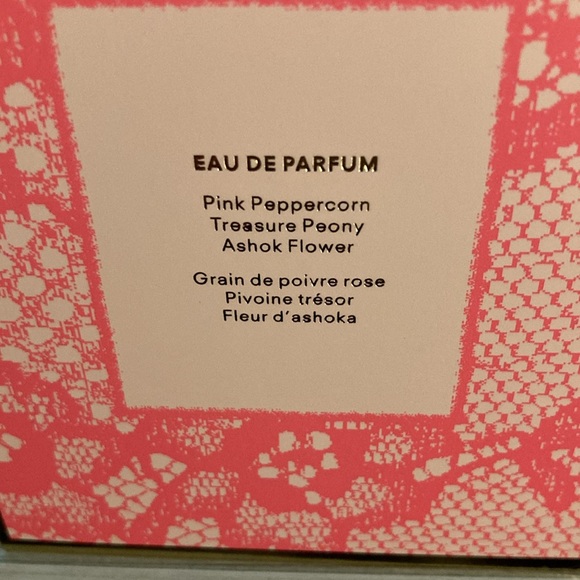 EAU DE PARFUM
Pink Peppercorn
Treasure Peony
Ashok Flower
Grain de poivre rose
Pivoine trésor
Fleur d'ashoka